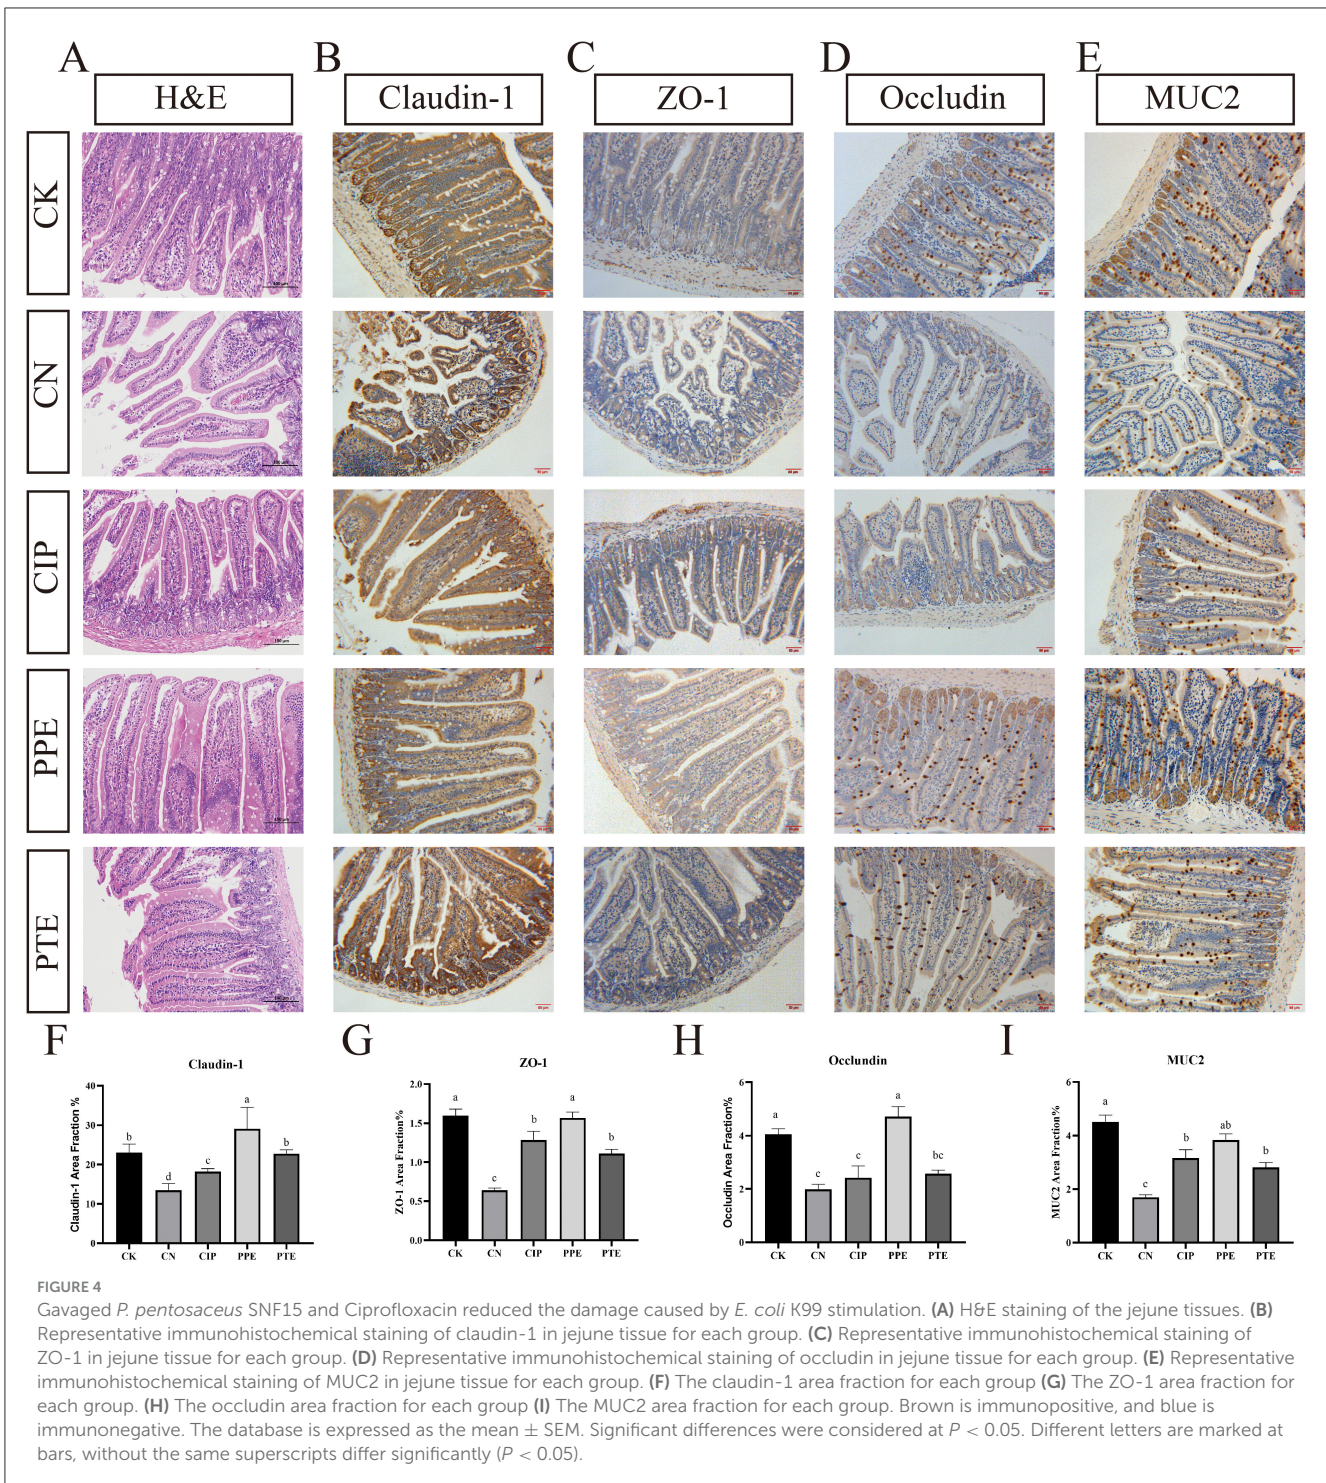 A
B
C
D
E
H&E
Claudin-1
ZO-1
Occludin
MUC2
CK
CN
CIP
PPE
PTE
F
G
H
I
Claudin-1
Claudin-1 Area Fraction %
40
30
20
10
0
b
d
c
a
b
CK CN CIP PPE PTE
ZO-1
ZO-1 Area Fraction%
2.0
1.5
1.0
0.5
0.0
a
c
b
a
b
CK CN CIP PPE PTE
Occlundin
Occludin Area Fraction%
6
4
2
0
a
c
c
a
bc
CK CN CIP PPE PTE
MUC2
MUC2 Area Fraction%
6
4
2
0
a
c
b
ab
b
CK CN CIP PPE PTE
FIGURE 4
Gavaged P. pentosaceus SNF15 and Ciprofloxacin reduced the damage caused by E. coli K99 stimulation. (A) H&E staining of the jejune tissues. (B)
Representative immunohistochemical staining of claudin-1 in jejune tissue for each group. (C) Representative immunohistochemical staining of
ZO-1 in jejune tissue for each group. (D) Representative immunohistochemical staining of occludin in jejune tissue for each group. (E) Representative
immunohistochemical staining of MUC2 in jejune tissue for each group. (F) The claudin-1 area fraction for each group (G) The ZO-1 area fraction for
each group. (H) The occludin area fraction for each group (I) The MUC2 area fraction for each group. Brown is immunopositive, and blue is
immunonegative. The database is expressed as the mean ± SEM. Significant differences were considered at P < 0.05. Different letters are marked at
bars, without the same superscripts differ significantly (P < 0.05).